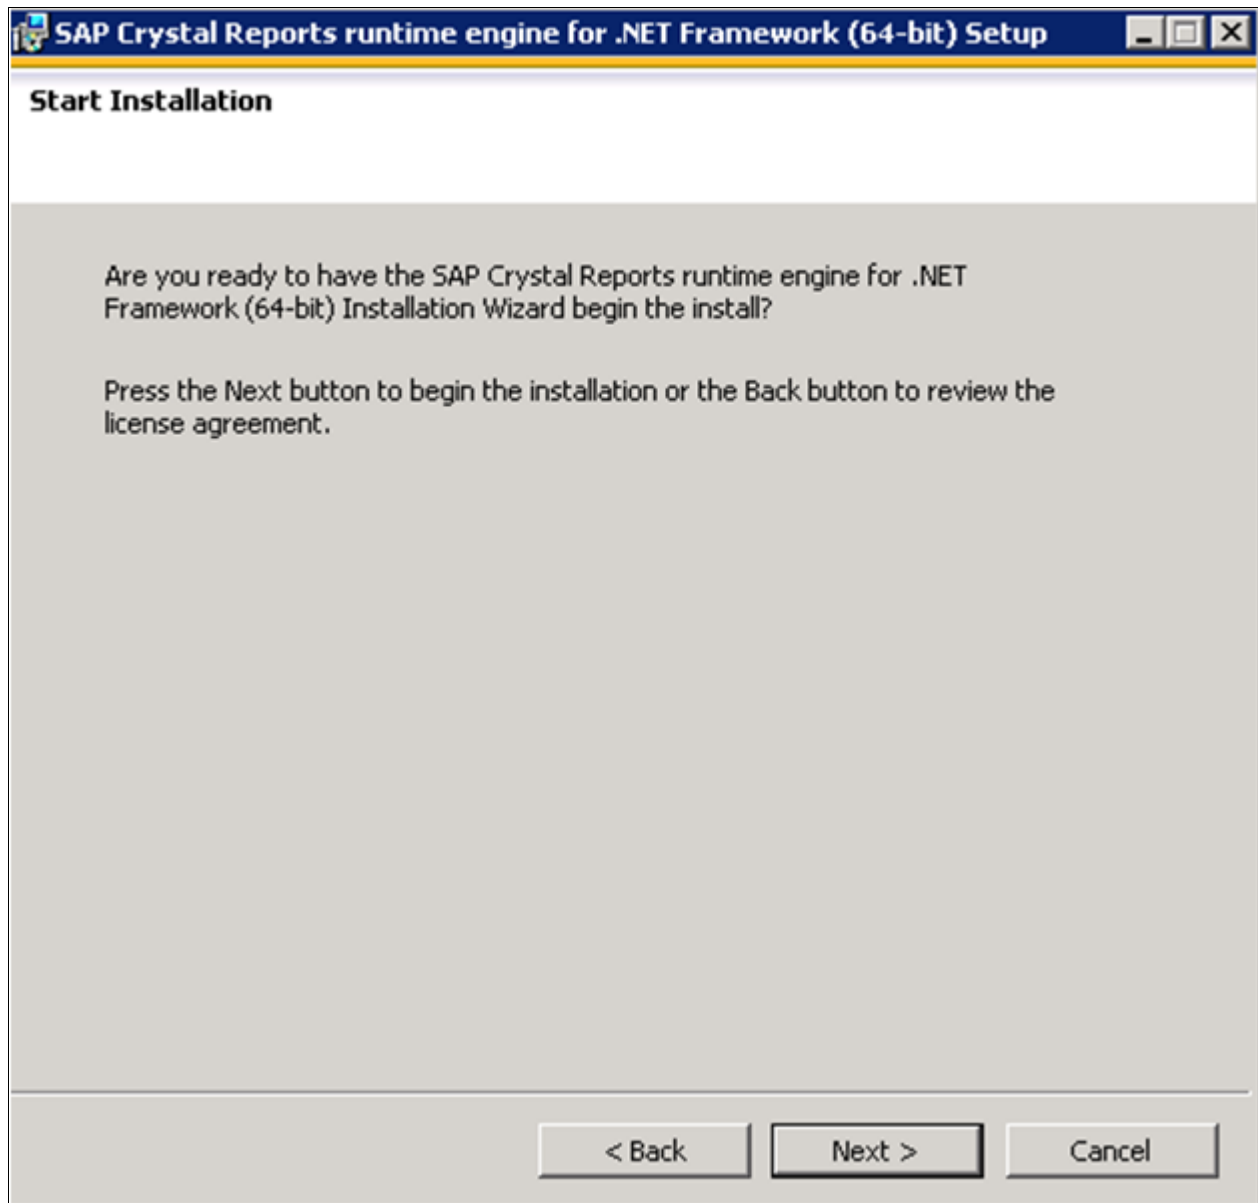 SAP Crystal Reports runtime engine for .NET Framework (64-bit) Setup
Start Installation
Are you ready to have the SAP Crystal Reports runtime engine for .NET
Framework (64-bit) Installation Wizard begin the install?
Press the Next button to begin the installation or the Back button to review the
license agreement.
< Back
Next >
Cancel